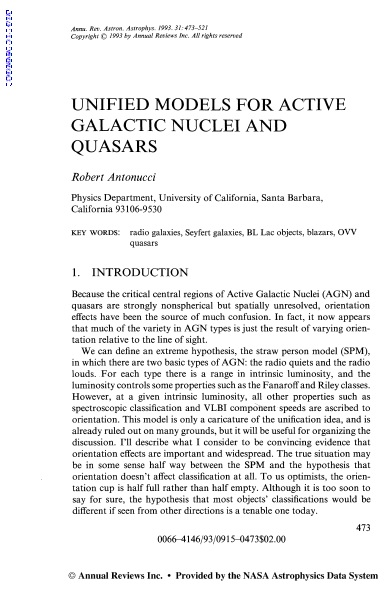 Annu. Rev. Astron. Astrophys. 1993. 31: 473–521
Copyright © 1993 by Annual Reviews Inc. All rights reserved
UNIFIED MODELS FOR ACTIVE
GALACTIC NUCLEI AND
QUASARS
Robert Antonucci
Physics Department, University of California, Santa Barbara,
California 93106-9530
KEY WORDS: radio galaxies, Seyfert galaxies, BL Lac objects, blazars, OVV
quasars
1. INTRODUCTION
Because the critical central regions of Active Galactic Nuclei (AGN) and
quasars are strongly nonspherical but spatially unresolved, orientation
effects have been the source of much confusion. In fact, it now appears
that much of the variety in AGN types is just the result of varying orien-
tation relative to the line of sight.
We can define an extreme hypothesis, the straw person model (SPM),
in which there are two basic types of AGN: the radio quiets and the radio
louds. For each type there is a range in intrinsic luminosity, and the
luminosity controls some properties such as the Fanaroff and Riley classes.
However, at a given intrinsic luminosity, all other properties such as
spectroscopic classification and VLBI component speeds are ascribed to
orientation. This model is only a caricature of the unification idea, and is
already ruled out on many grounds, but it will be useful for organizing the
discussion. I'll describe what I consider to be convincing evidence that
orientation effects are important and widespread. The true situation may
be in some sense half way between the SPM and the hypothesis that
orientation doesn't affect classification at all. To us optimists, the orien-
tation cup is half full rather than half empty. Although it is too soon to
say for sure, the hypothesis that most objects' classifications would be
different if seen from other directions is a tenable one today.
473
0066–4146/93/0915–0473$02.00
© Annual Reviews Inc. • Provided by the NASA Astrophysics Data System